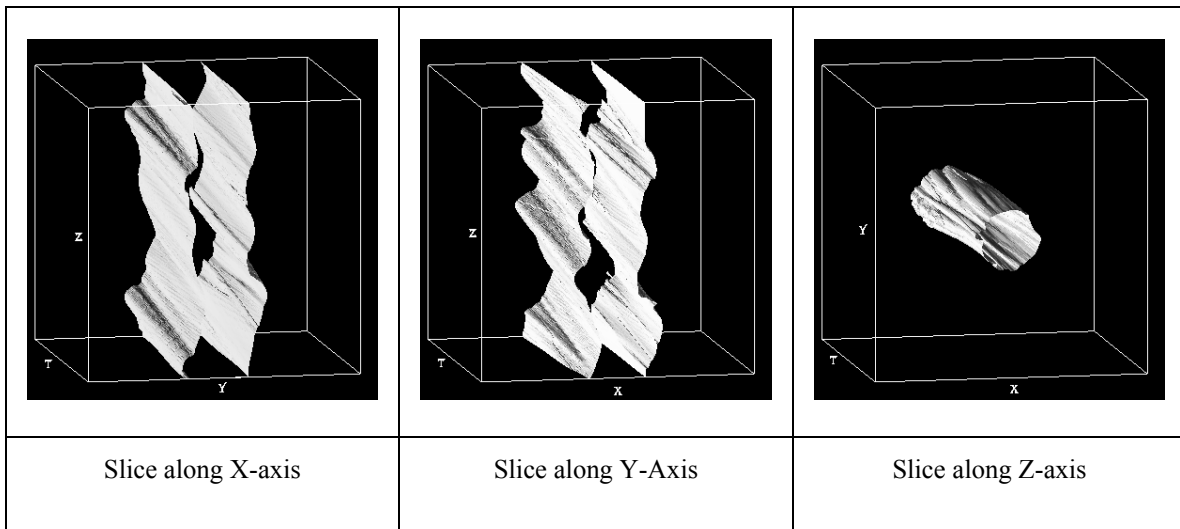 Z
T
Y
Z
T
X
Y
T
X
Slice along X-axis
Slice along Y-Axis
Slice along Z-axis